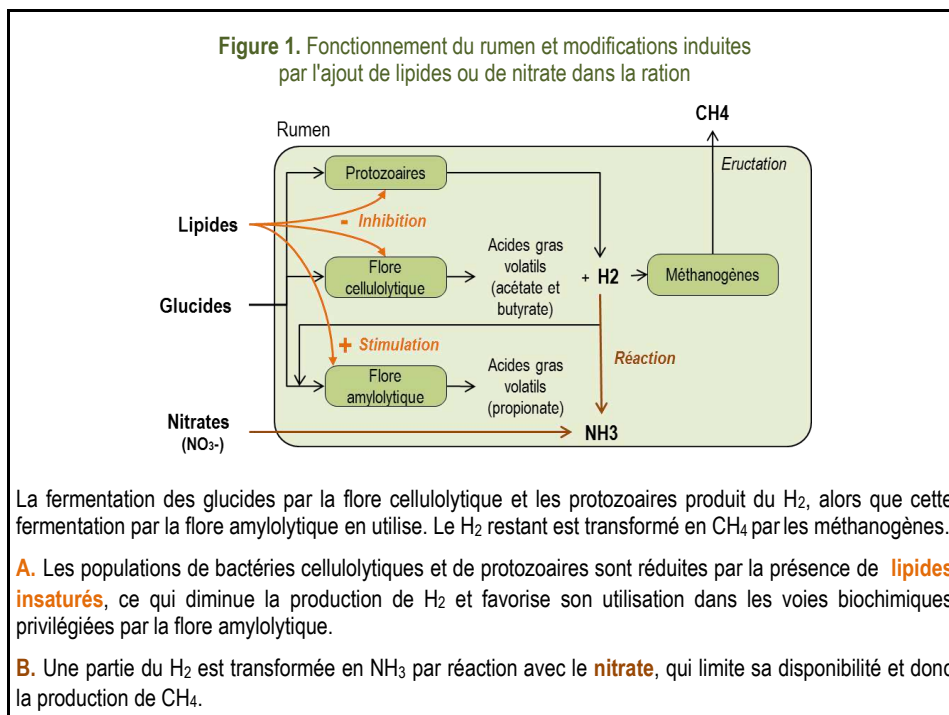 Figure 1. Fonctionnement du rumen et modifications induites
par l'ajout de lipides ou de nitrate dans la ration
CH4
Rumen
Eructation
Protozoaires
Lipides
- Inhibition
Flore
cellulolytique
Acides gras
volatils
(acétate et
butyrate)
+ H2
Méthanogènes
Glucides
+ Stimulation
Réaction
Flore
amylolytique
Acides gras
volatils
(propionate)
Nitrates
(NO3-)
NH3
La fermentation des glucides par la flore cellulolytique et les protozoaires produit du H2, alors que cette
fermentation par la flore amylolytique en utilise. Le H2 restant est transformé en CH4 par les méthanogènes.
A. Les populations de bactéries cellulolytiques et de protozoaires sont réduites par la présence de lipides
insaturés, ce qui diminue la production de H2 et favorise son utilisation dans les voies biochimiques
privilégiées par la flore amylolytique.
B. Une partie du H2 est transformée en NH3 par réaction avec le nitrate, qui limite sa disponibilité et donc
la production de CH4.